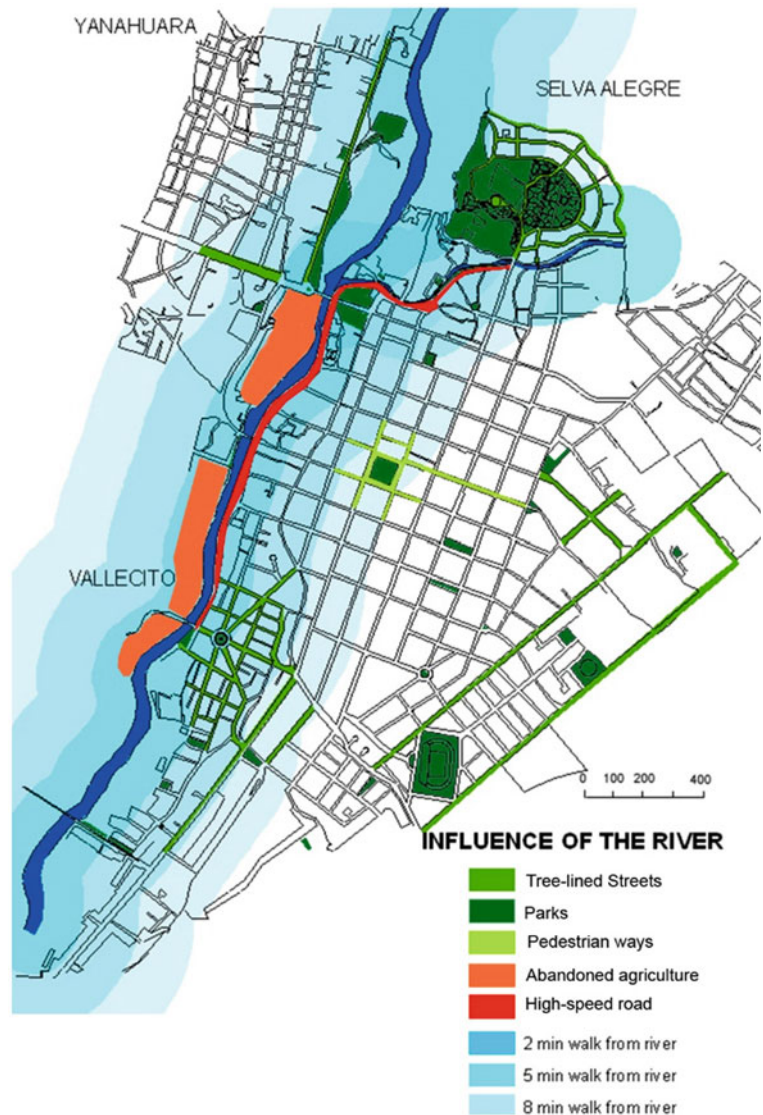 YANAHUARA
SELVA ALEGRE
VALLECITO
0 100 200 400
INFLUENCE OF THE RIVER
Tree-lined Streets
Parks
Pedestrian ways
Abandoned agriculture
High-speed road
2 min walk from river
5 min walk from river
8 min walk from river